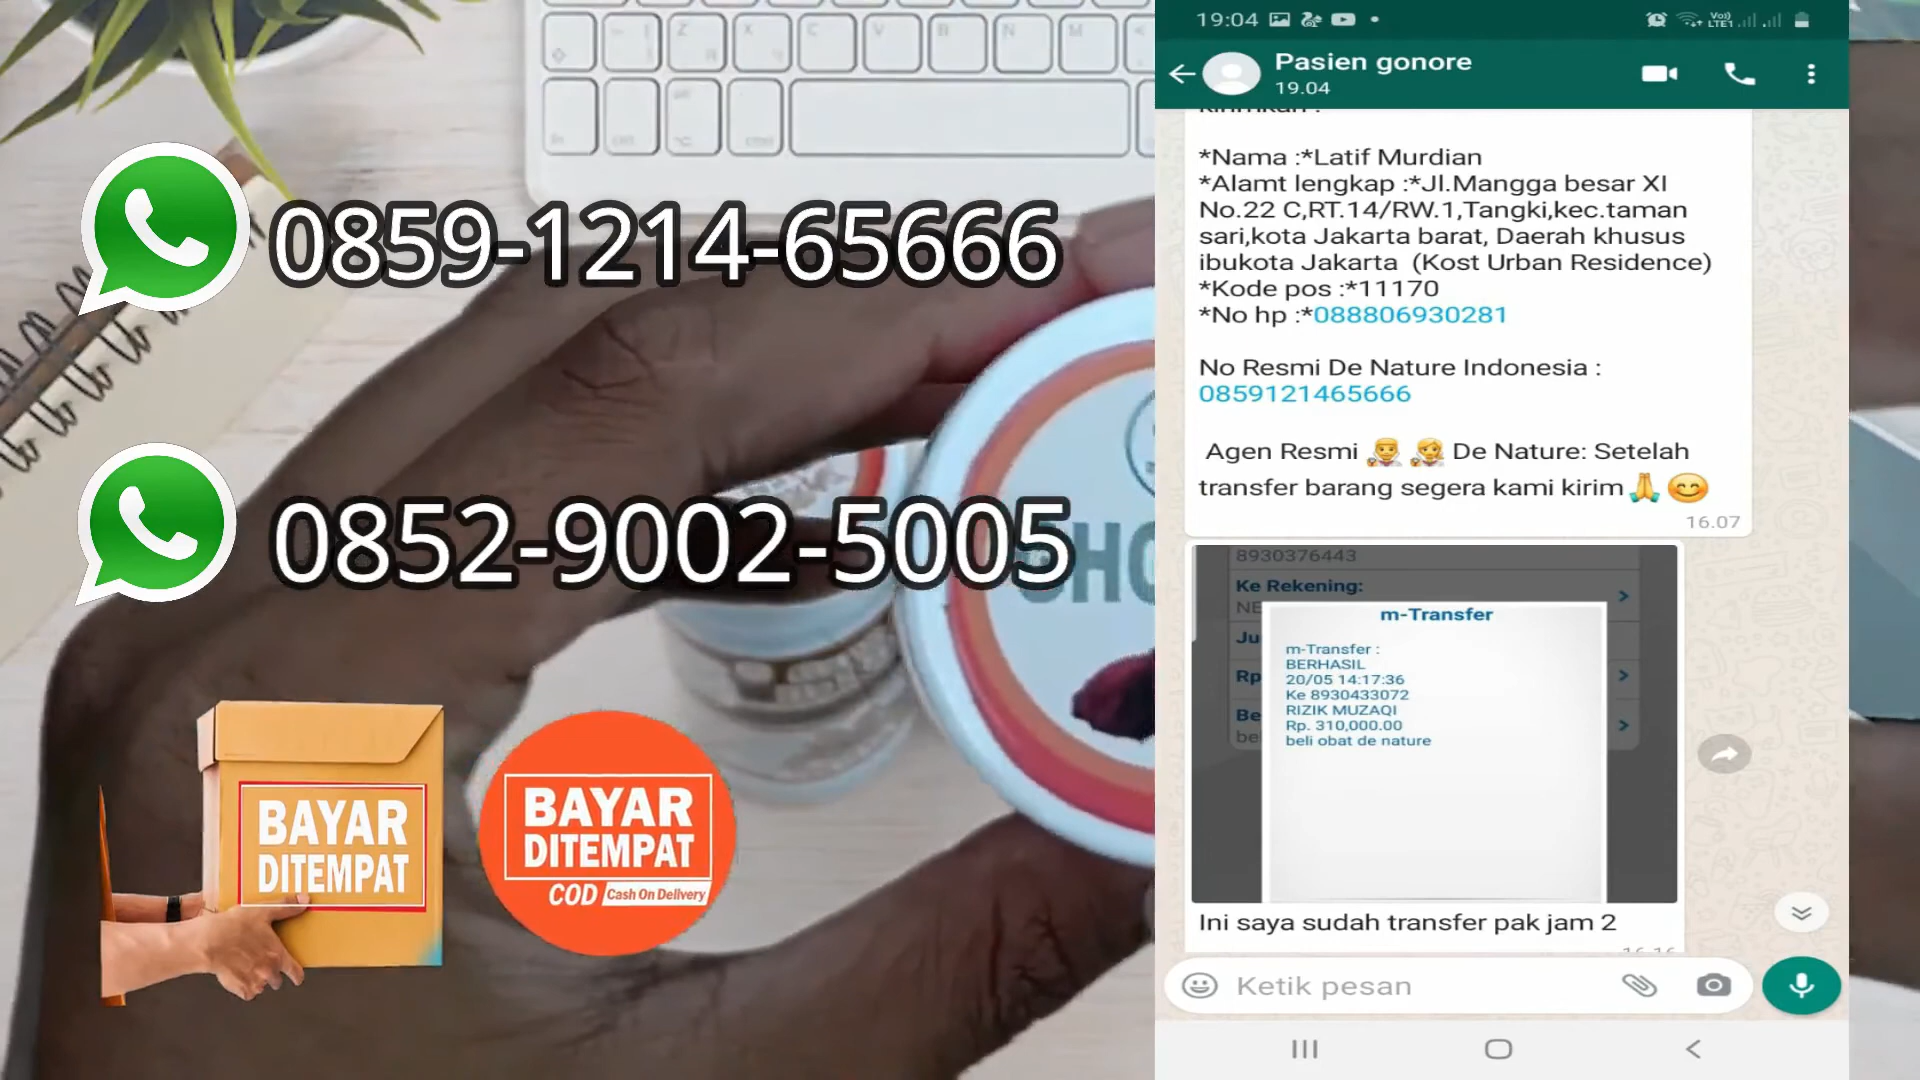 0859-1214-65666
0852-9002-5005
BAYAR
DITEMPAT
BAYAR
DITEMPAT
COD Cash On Delivery
19:04
Pasien gonore
19.04
*Nama :*Latif Murdian
*Alamt lengkap :*Jl.Mangga besar XI
No.22 C,RT.14/RW.1,Tangki,kec.taman
sari,kota Jakarta barat, Daerah khusus
ibukota Jakarta (Kost Urban Residence)
*Kode pos :*11170
*No hp :*088806930281
No Resmi De Nature Indonesia :
0859121465666
Agen Resmi 👨‍⚕️ 👩‍⚕️ De Nature: Setelah
transfer barang segera kami kirim🙏😊
16.07
8930376443
Ke Rekening:
m-Transfer
m-Transfer :
BERHASIL
20/05 14:17:36
Ke 8930433072
RIZIK MUZAQI
Rp. 310,000.00
beli obat de nature
Rp
Ini saya sudah transfer pak jam 2
Ketik pesan